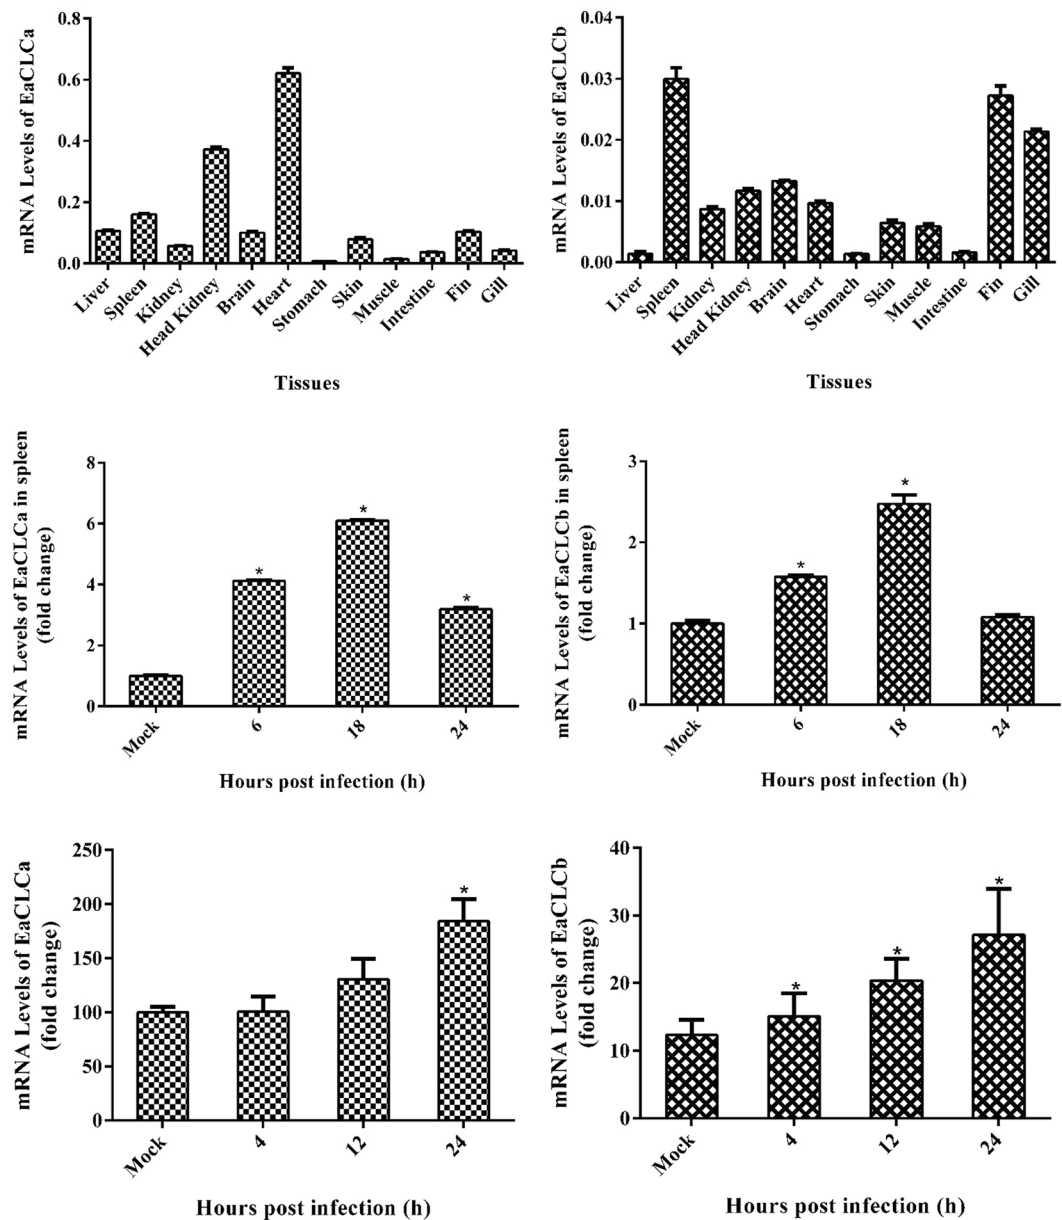 mRNA Levels of EaCLCa
0.8
0.6
0.4
0.2
0.0
Liver
Spleen
Kidney
Head Kidney
Brain
Heart
Stomach
Skin
Muscle
Intestine
Fin
Gill
Tissues
mRNA Levels of EaCLCb
0.04
0.03
0.02
0.01
0.00
Liver
Spleen
Kidney
Head Kidney
Brain
Heart
Stomach
Skin
Muscle
Intestine
Fin
Gill
Tissues
mRNA Levels of EaCLCa in spleen
(fold change)
8
6
4
2
0
*
*
*
Mock
6
18
24
Hours post infection (h)
mRNA Levels of EaCLCb in spleen
(fold change)
3
2
1
0
*
*
Mock
6
18
24
Hours post infection (h)
mRNA Levels of EaCLCa
(fold change)
250
200
150
100
50
0
*
Mock
4
12
24
Hours post infection (h)
mRNA Levels of EaCLCb
(fold change)
40
30
20
10
0
*
*
*
Mock
4
12
24
Hours post infection (h)